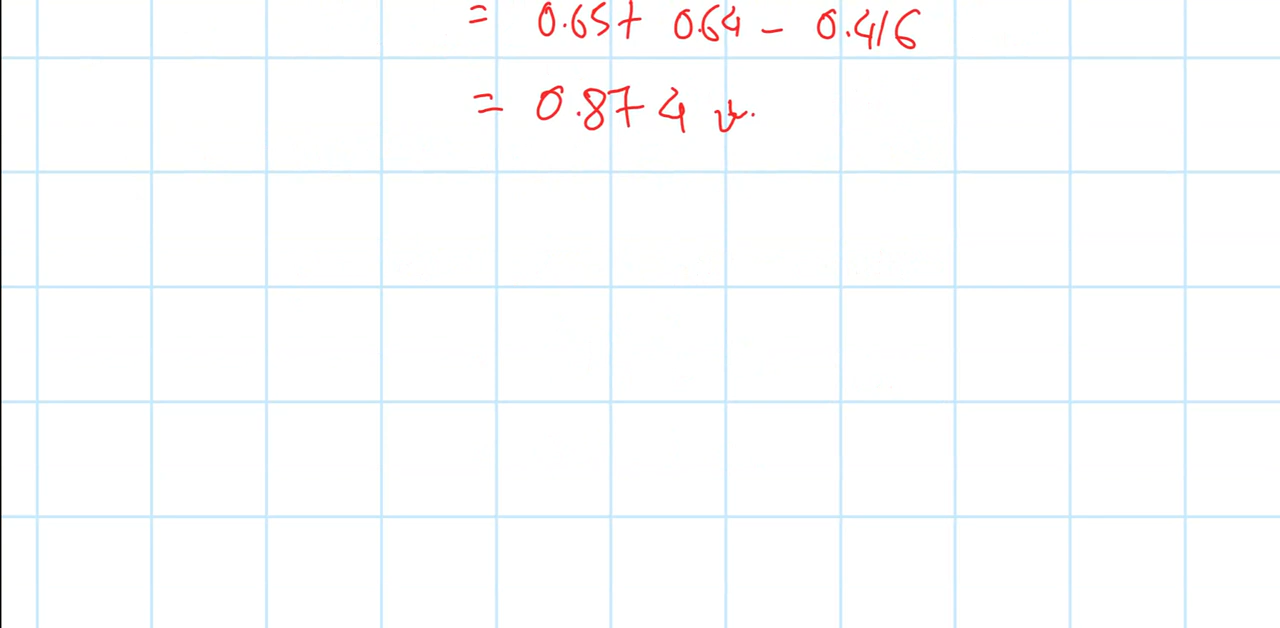 = 0.65+ 0.64 - 0.416
= 0.874